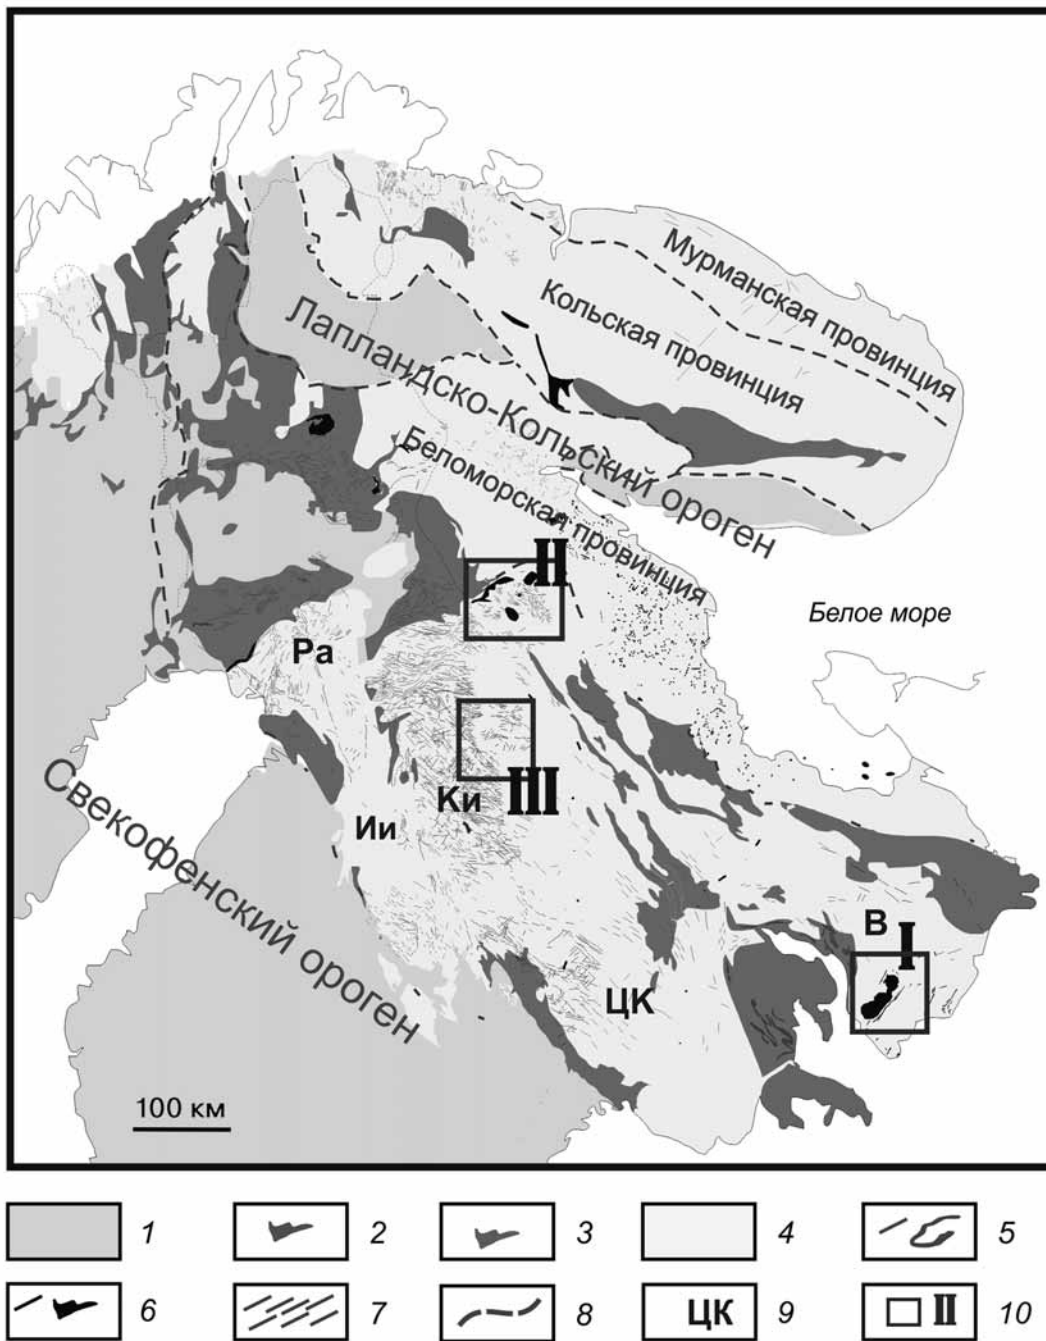 Мурманская провинция
Кольская провинция
Лапландско-Кольский ороген
Беломорская провинция
II
Белое море
Ра
Свекофенский ороген
Ки
III
Ии
В
I
ЦК
100 км
1
2
3
4
5
6
7
8
ЦК
9
II
10